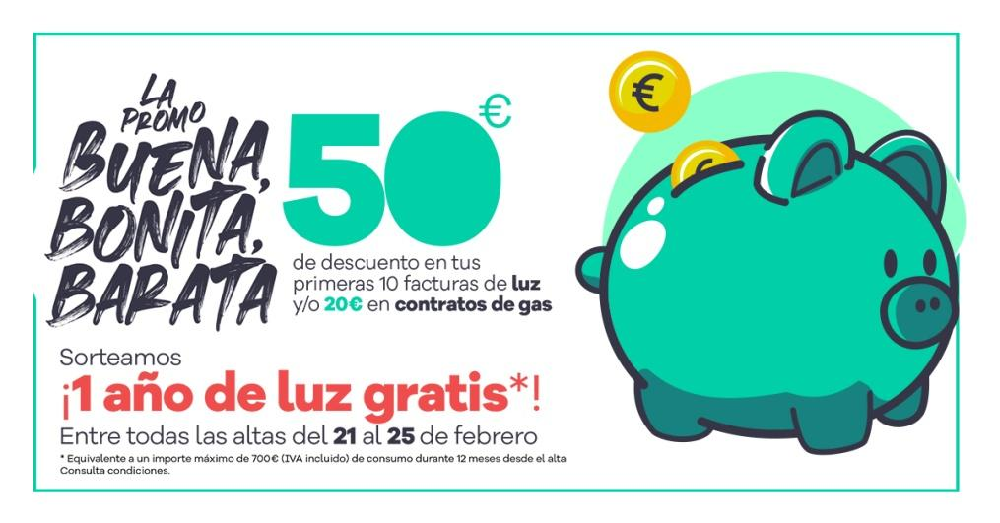 LA
PROMO
BUENA,
BONITA,
BARATA
50€
de descuento en tus
primeras 10 facturas de luz
y/o 20€ en contratos de gas
Sorteamos
¡1 año de luz gratis*!
Entre todas las altas del 21 al 25 de febrero
* Equivalente a un importe máximo de 700€ (IVA incluido) de consumo durante 12 meses desde el alta.
Consulta condiciones.
€
€